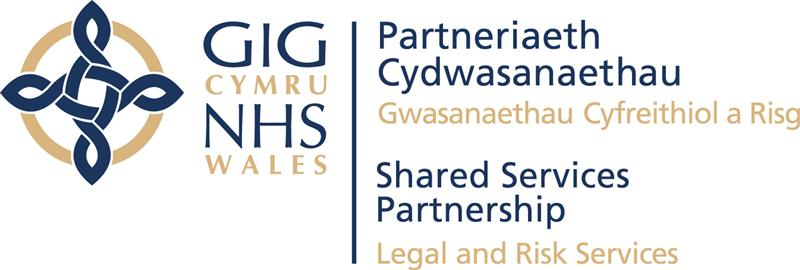 GIG
CYMRU
NHS
WALES
Partneriaeth
Cydwasanaethau
Gwasanaethau Cyfreithiol a Risg
Shared Services
Partnership
Legal and Risk Services